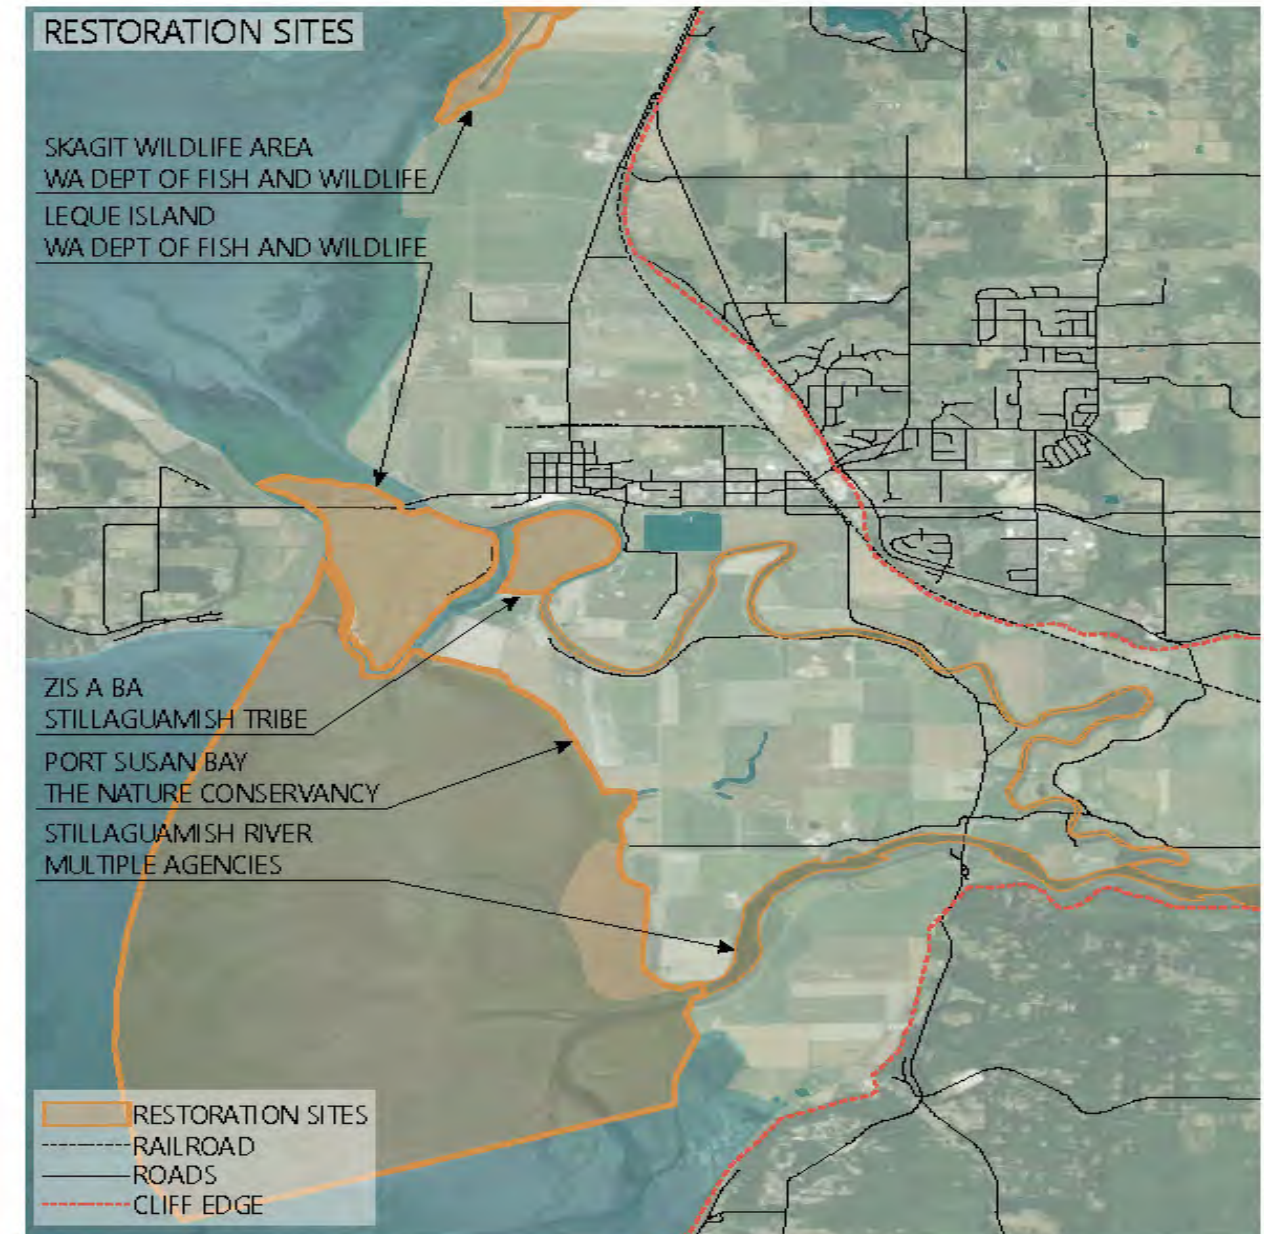 RESTORATION SITES
SKAGIT WILDLIFE AREA
WA DEPT OF FISH AND WILDLIFE
LEQUE ISLAND
WA DEPT OF FISH AND WILDLIFE
ZIS A BA
STILLAGUAMISH TRIBE
PORT SUSAN BAY
THE NATURE CONSERVANCY
STILLAGUAMISH RIVER
MULTIPLE AGENCIES
RESTORATION SITES
RAILROAD
ROADS
CLIFF EDGE